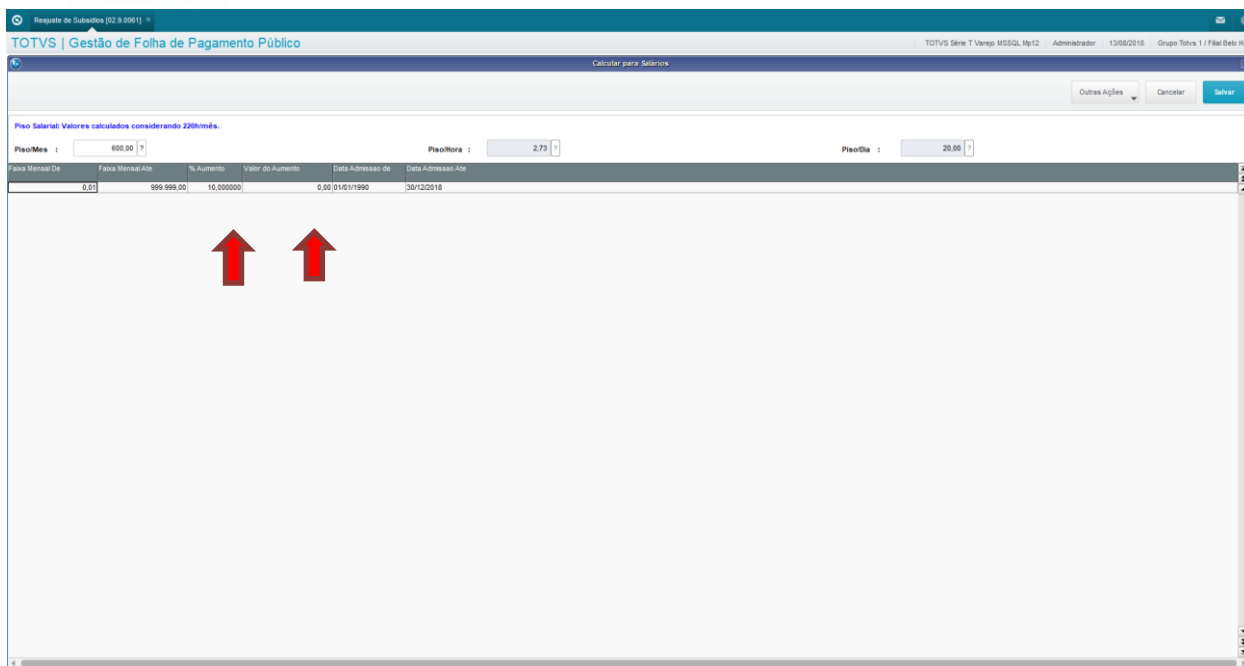 Reajuste de Subsidios [02.9.0061] ×
TOTVS | Gestão de Folha de Pagamento Público
TOTVS Série T Varejo MSSQL Mp12 Administrador 13/08/2018 Grupo Totvs 1 / Filial Belo
Calcular para Salários
Outras Ações Cancelar Salvar
Piso Salarial: Valores calculados considerando 220h/mês.
Piso/Mes : 600,00 ? Piso/Hora : 2,73 ? Piso/Dia : 20,00 ?
Faixa Mensal De Faixa Mensal Ate % Aumento Valor do Aumento Data Admissao de Data Admissao Ate
0,01 999.999,00 10,000000 0,00 01/01/1990 30/12/2018